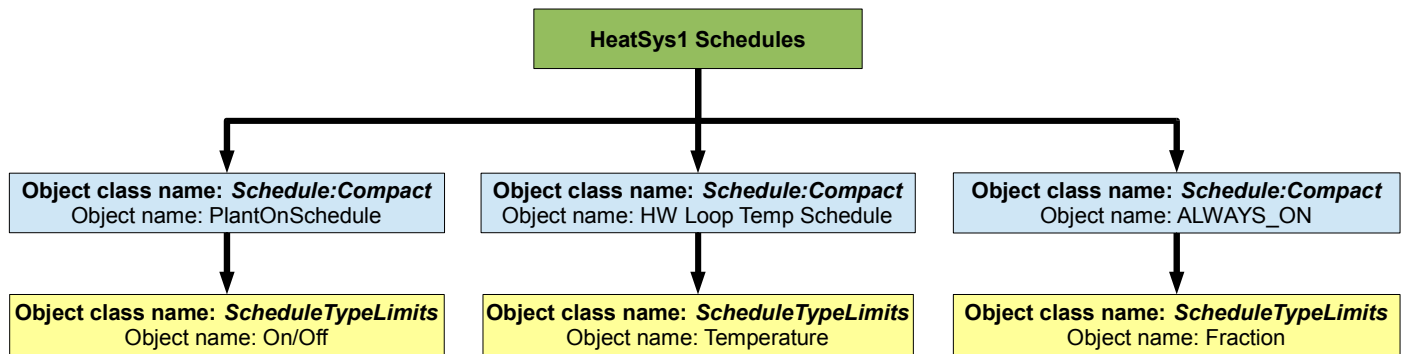 HeatSys1 Schedules
Object class name: Schedule:Compact
Object name: PlantOnSchedule
Object class name: Schedule:Compact
Object name: HW Loop Temp Schedule
Object class name: Schedule:Compact
Object name: ALWAYS_ON
Object class name: ScheduleTypeLimits
Object name: On/Off
Object class name: ScheduleTypeLimits
Object name: Temperature
Object class name: ScheduleTypeLimits
Object name: Fraction